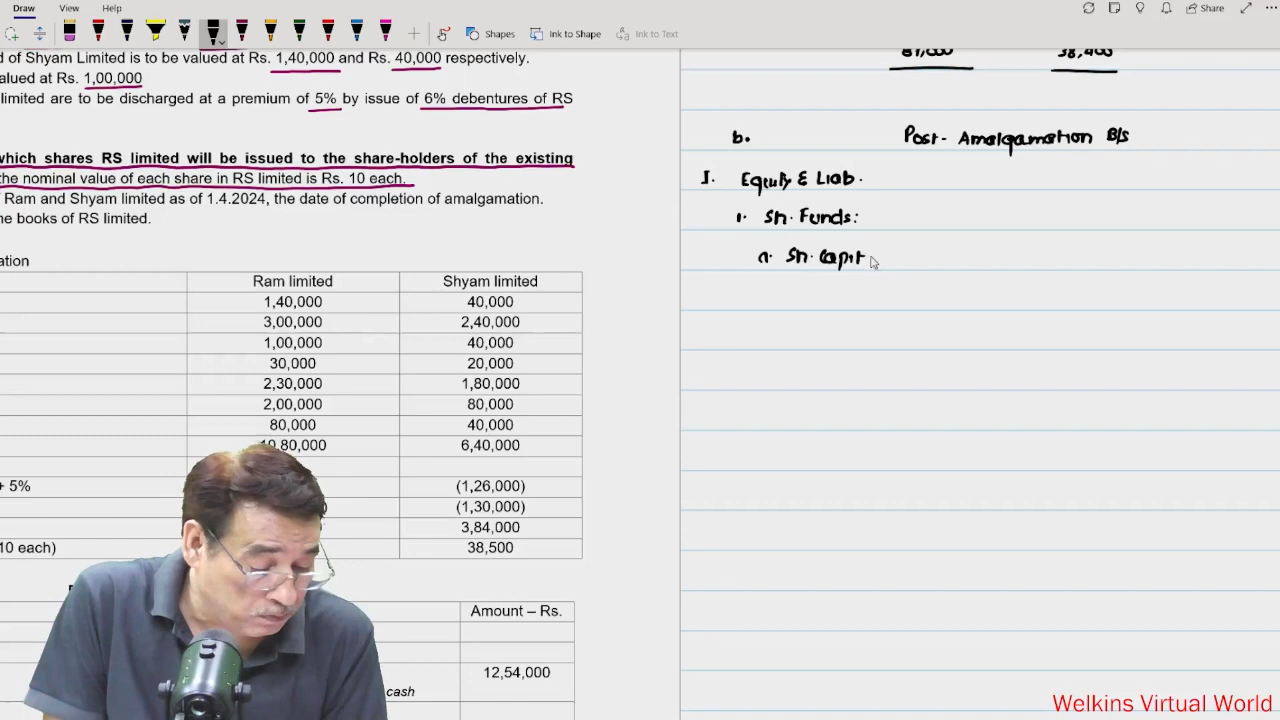 Draw
Shapes
Ink to Shape
Ink to Text
Share
d of Shyam Limited is to be valued at Rs. 1,40,000 and Rs. 40,000 respectively.
alued at Rs. 1,00,000
limited are to be discharged at a premium of 5% by issue of 6% debentures of RS
which shares RS limited will be issued to the share-holders of the existing
the nominal value of each share in RS limited is Rs. 10 each.
f Ram and Shyam limited as of 1.4.2024, the date of completion of amalgamation.
he books of RS limited.
ation
Ram limited Shyam limited
1,40,000 40,000
3,00,000 2,40,000
1,00,000 40,000
30,000 20,000
2,30,000 1,80,000
2,00,000 80,000
80,000 40,000
10,80,000 6,40,000
+ 5% (1,26,000)
(1,30,000)
3,84,000
10 each) 38,500
Amount – Rs.
12,54,000
cash
38,400
b. Post- Amalgamation B/s
I. Equity & Liab.
1. Sh. Funds:
a. Sh. Capit
Welkins Virtual World